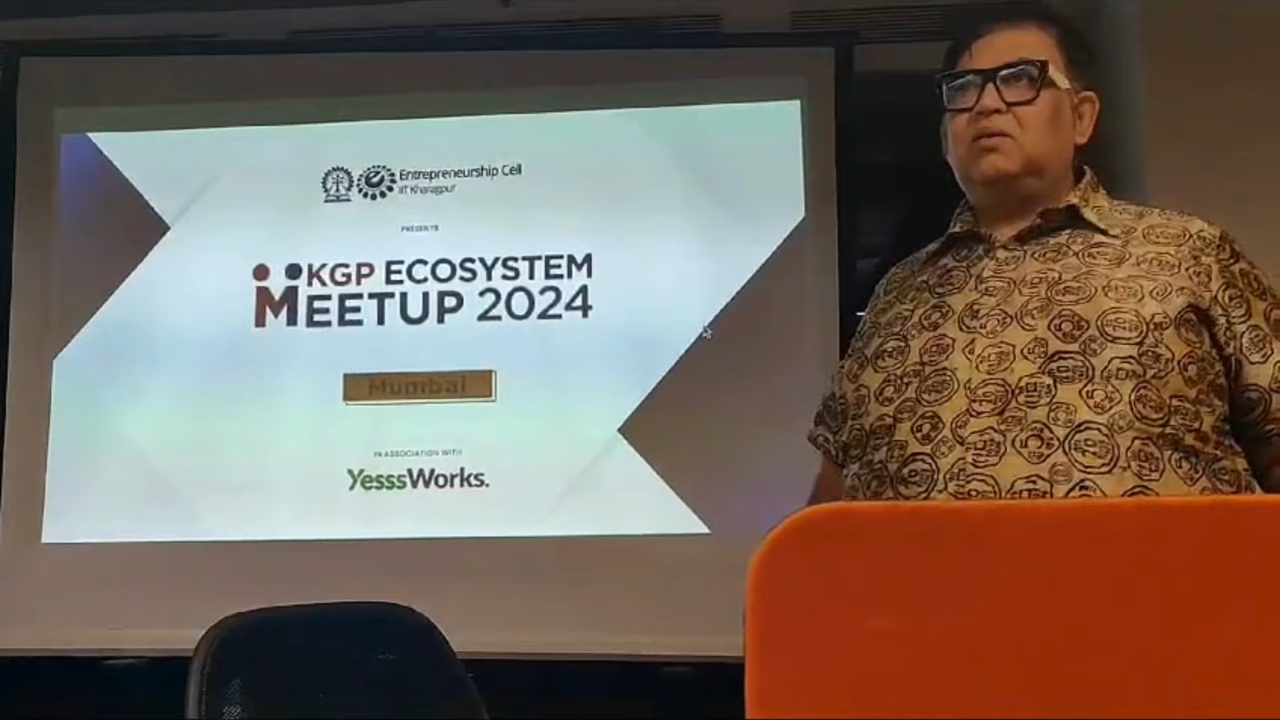 Entrepreneurship Cell
IIT Kharagpur
PRESENTS
KGP ECOSYSTEM
MEETUP 2024
Mumbai
IN ASSOCIATION WITH
YesssWorks.